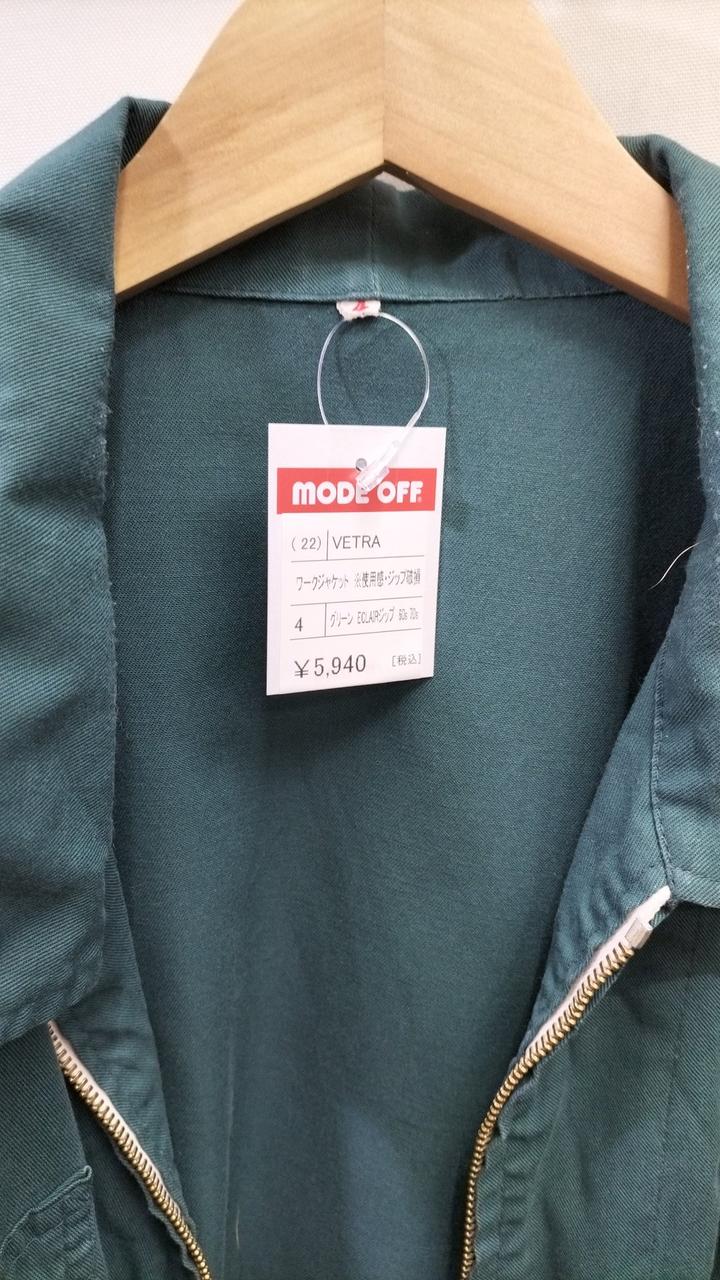 MODE OFF
(22) VETRA
ワークジャケット ※使用感・ジップ破損
4 グリーン ECLAIRジップ 60s 70s
¥5,940 [税込]